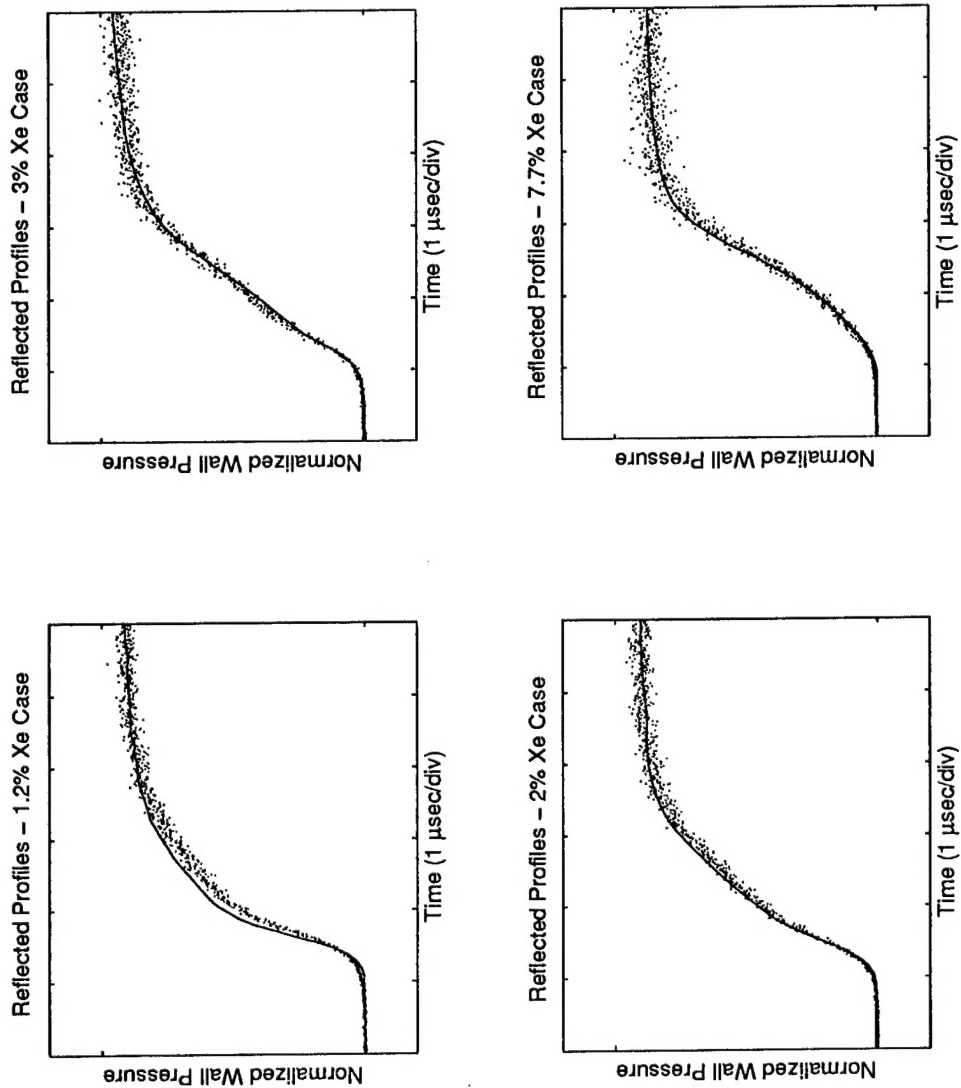 Reflected Profiles – 1.2% Xe Case
Normalized Wall Pressure
Time (1 µsec/div)
Reflected Profiles – 3% Xe Case
Normalized Wall Pressure
Time (1 µsec/div)
Reflected Profiles – 2% Xe Case
Normalized Wall Pressure
Time (1 µsec/div)
Reflected Profiles – 7.7% Xe Case
Normalized Wall Pressure
Time (1 µsec/div)